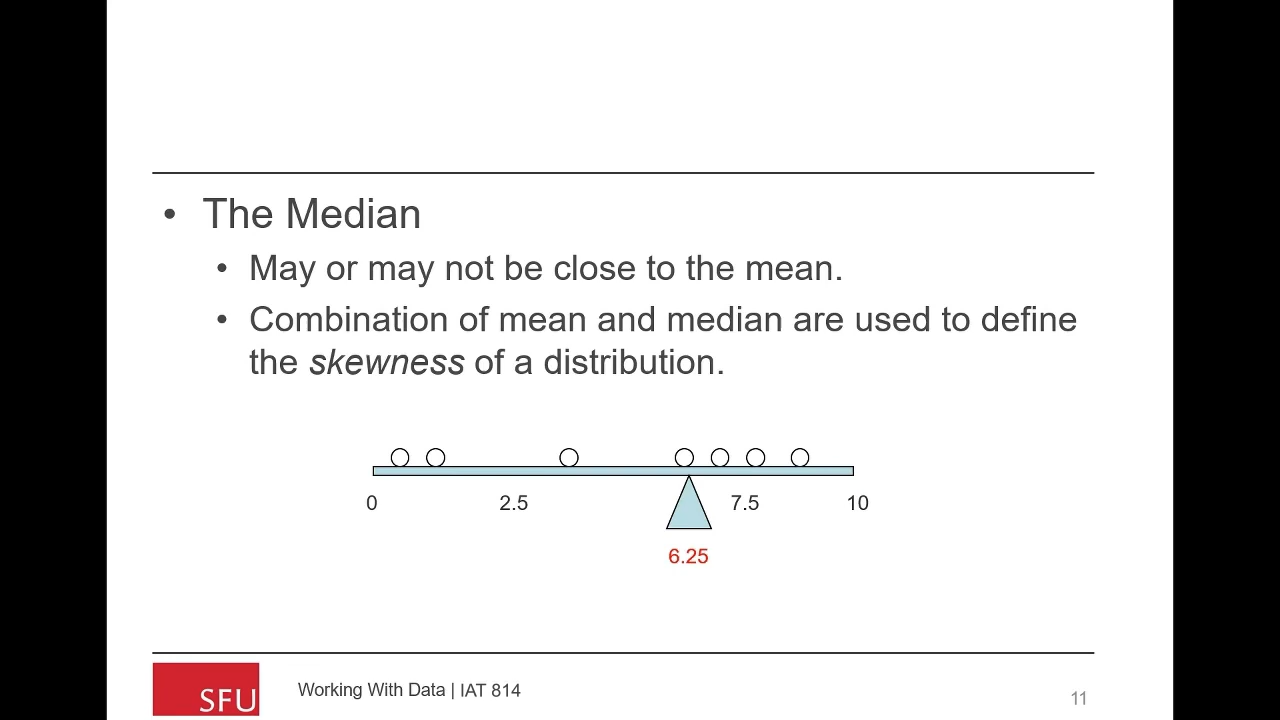 • The Median
• May or may not be close to the mean.
• Combination of mean and median are used to define
the skewness of a distribution.
0 2.5 7.5 10
6.25
SFU Working With Data | IAT 814 11